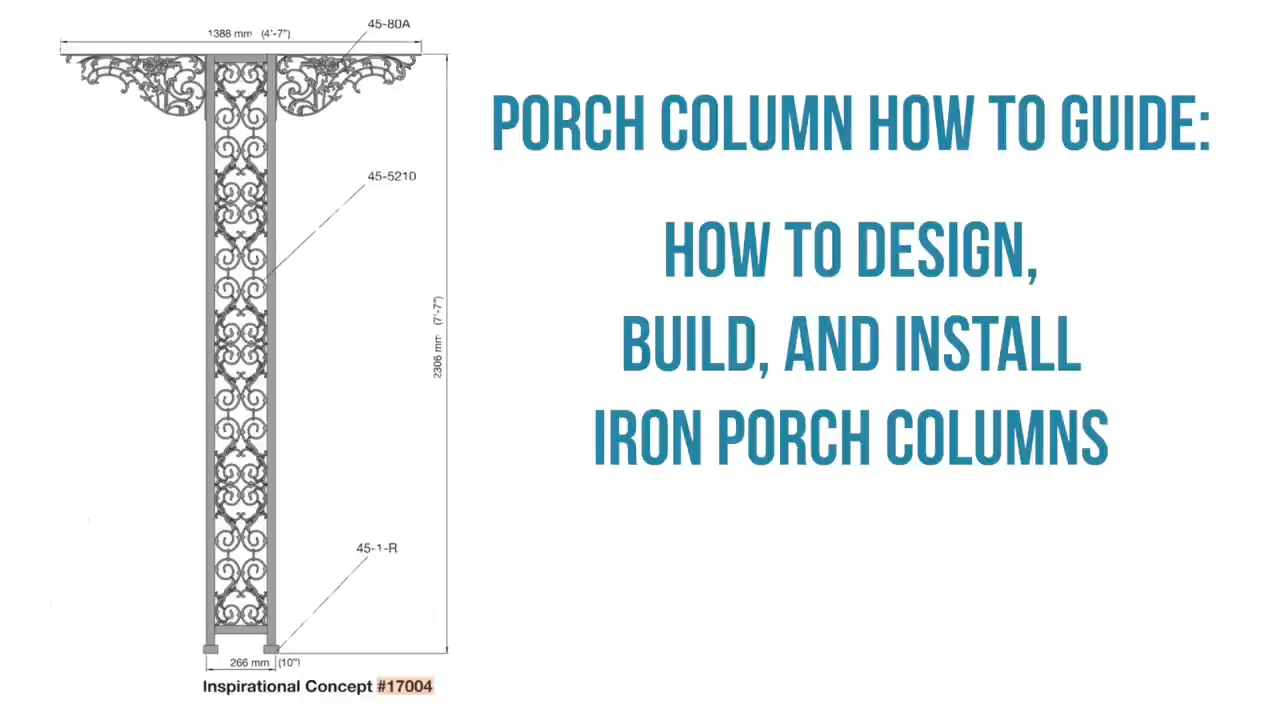 45-80A
1388 mm (4'-7")
45-5210
2306 mm (7'-7")
45-1-R
266 mm (10")
Inspirational Concept #17004
PORCH COLUMN HOW TO GUIDE:
HOW TO DESIGN,
BUILD, AND INSTALL
IRON PORCH COLUMNS